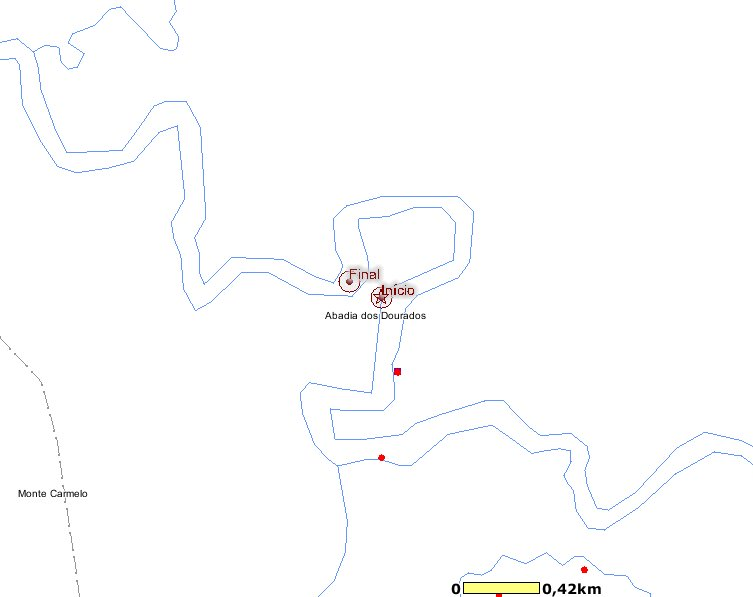 Final
Início
Abadia dos Dourados
Monte Carmelo
0 0,42km